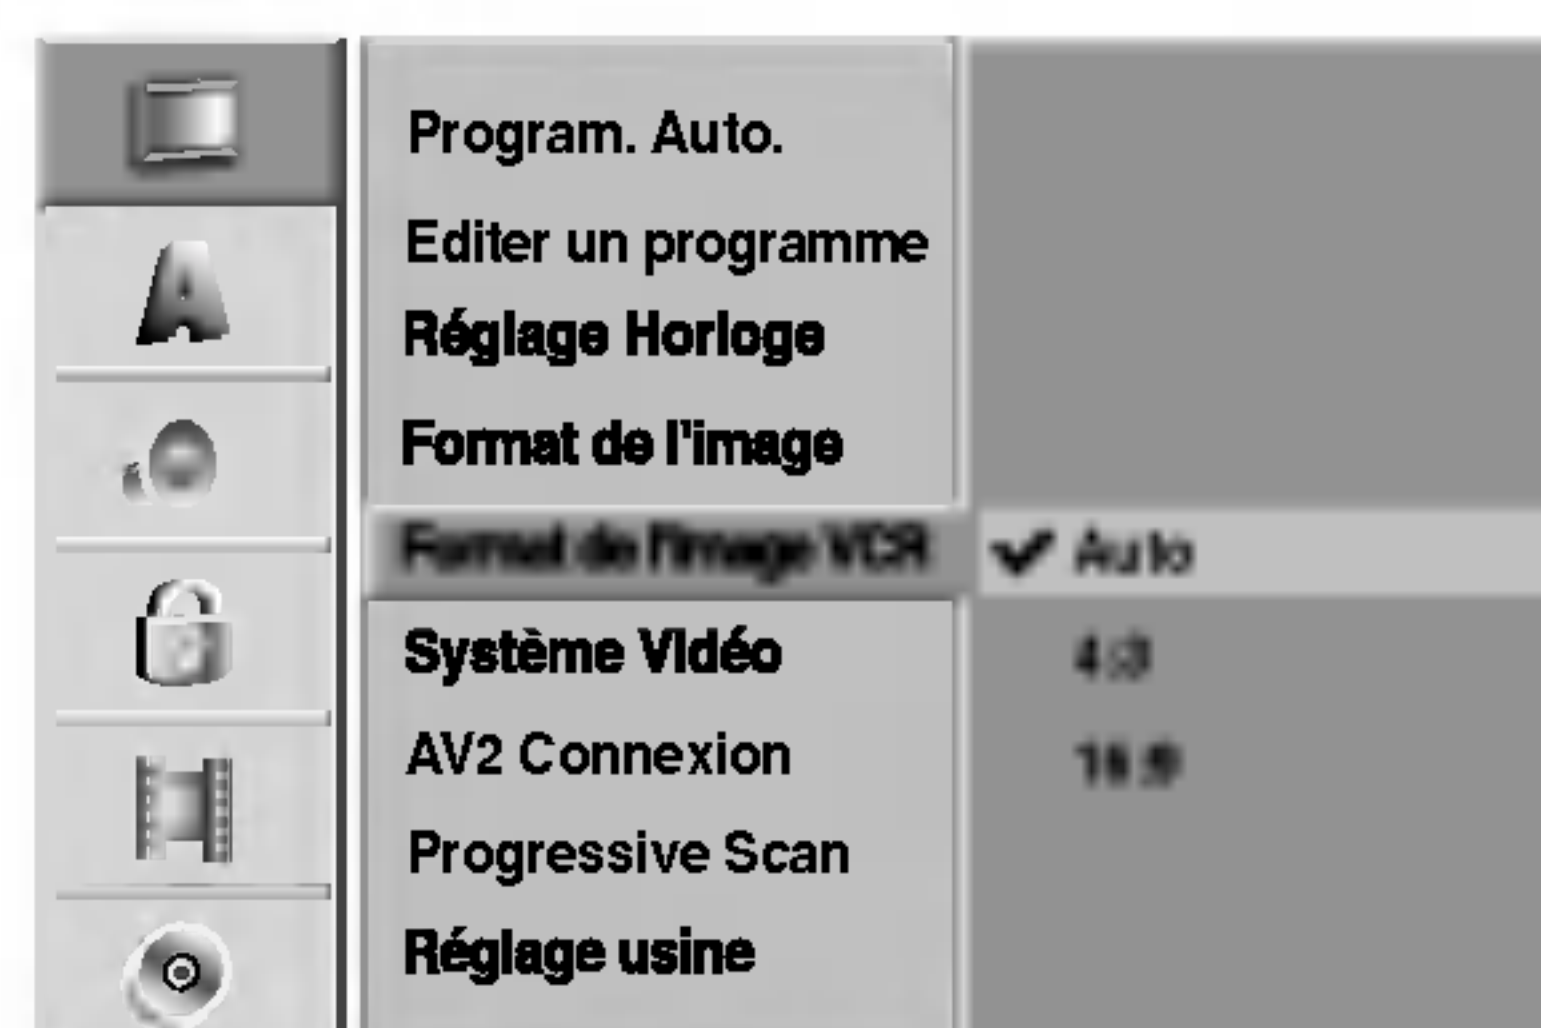 Program. Auto.
Editer un programme
Réglage Horloge
Format de l'image
Format de l'image VCR
✔ Auto
4:3
16:9
Système Vidéo
AV2 Connexion
Progressive Scan
Réglage usine